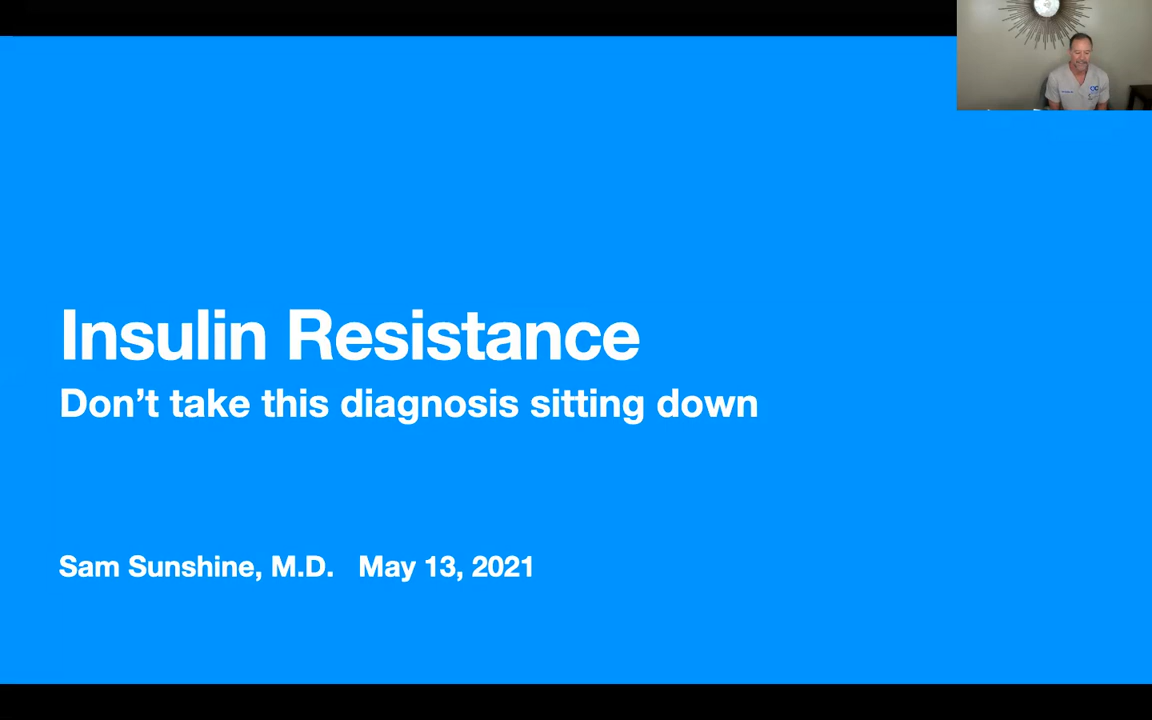 Insulin Resistance
Don’t take this diagnosis sitting down
Sam Sunshine, M.D. May 13, 2021